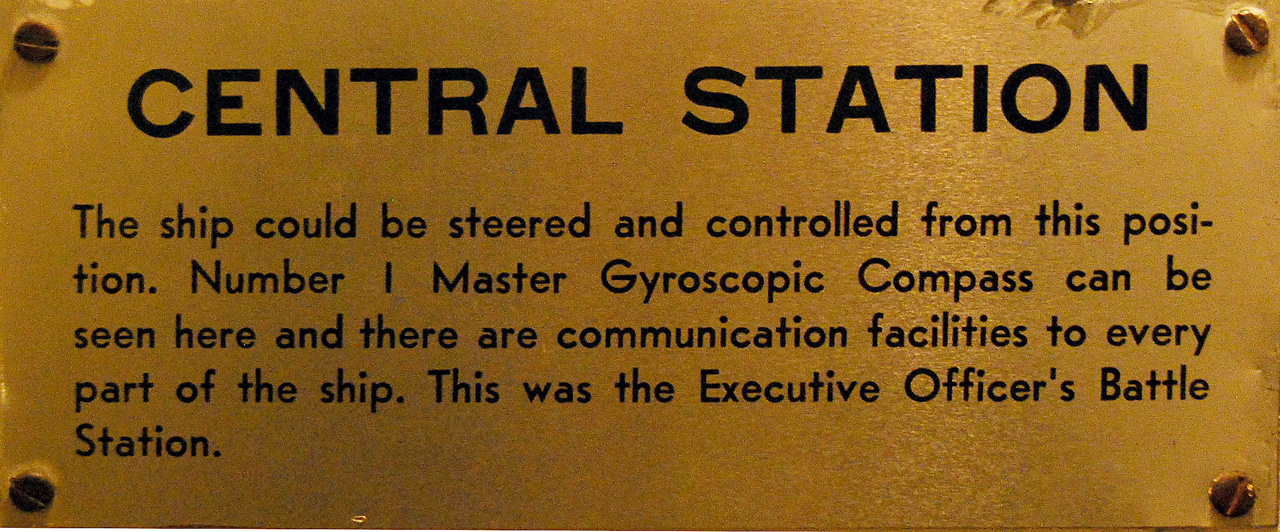 CENTRAL STATION
The ship could be steered and controlled from this posi-
tion. Number I Master Gyroscopic Compass can be
seen here and there are communication facilities to every
part of the ship. This was the Executive Officer's Battle
Station.